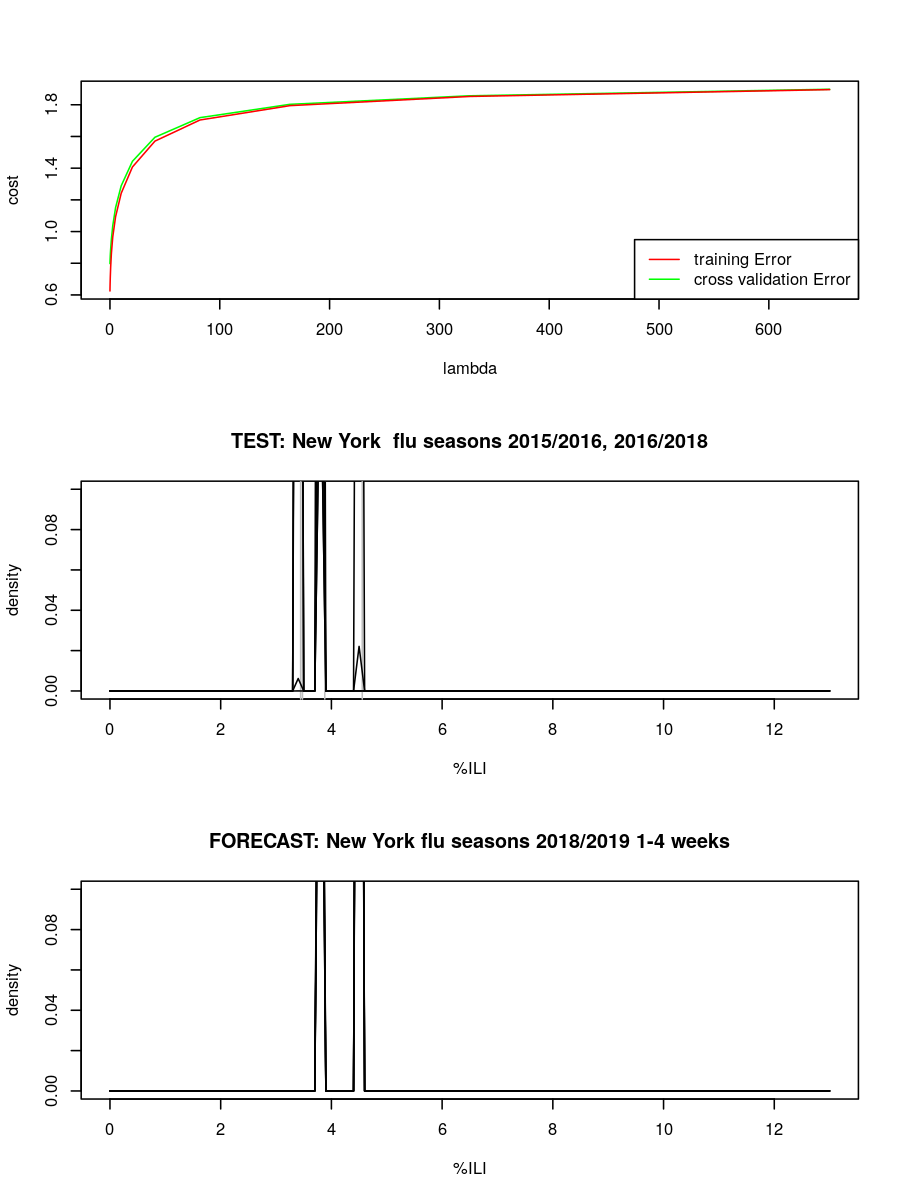 cost
0.6 1.0 1.4 1.8
training Error
cross validation Error
0 100 200 300 400 500 600
lambda
TEST: New York  flu seasons 2015/2016, 2016/2018
density
0.00 0.04 0.08
0 2 4 6 8 10 12
%ILI
FORECAST: New York flu seasons 2018/2019 1-4 weeks
density
0.00 0.04 0.08
0 2 4 6 8 10 12
%ILI